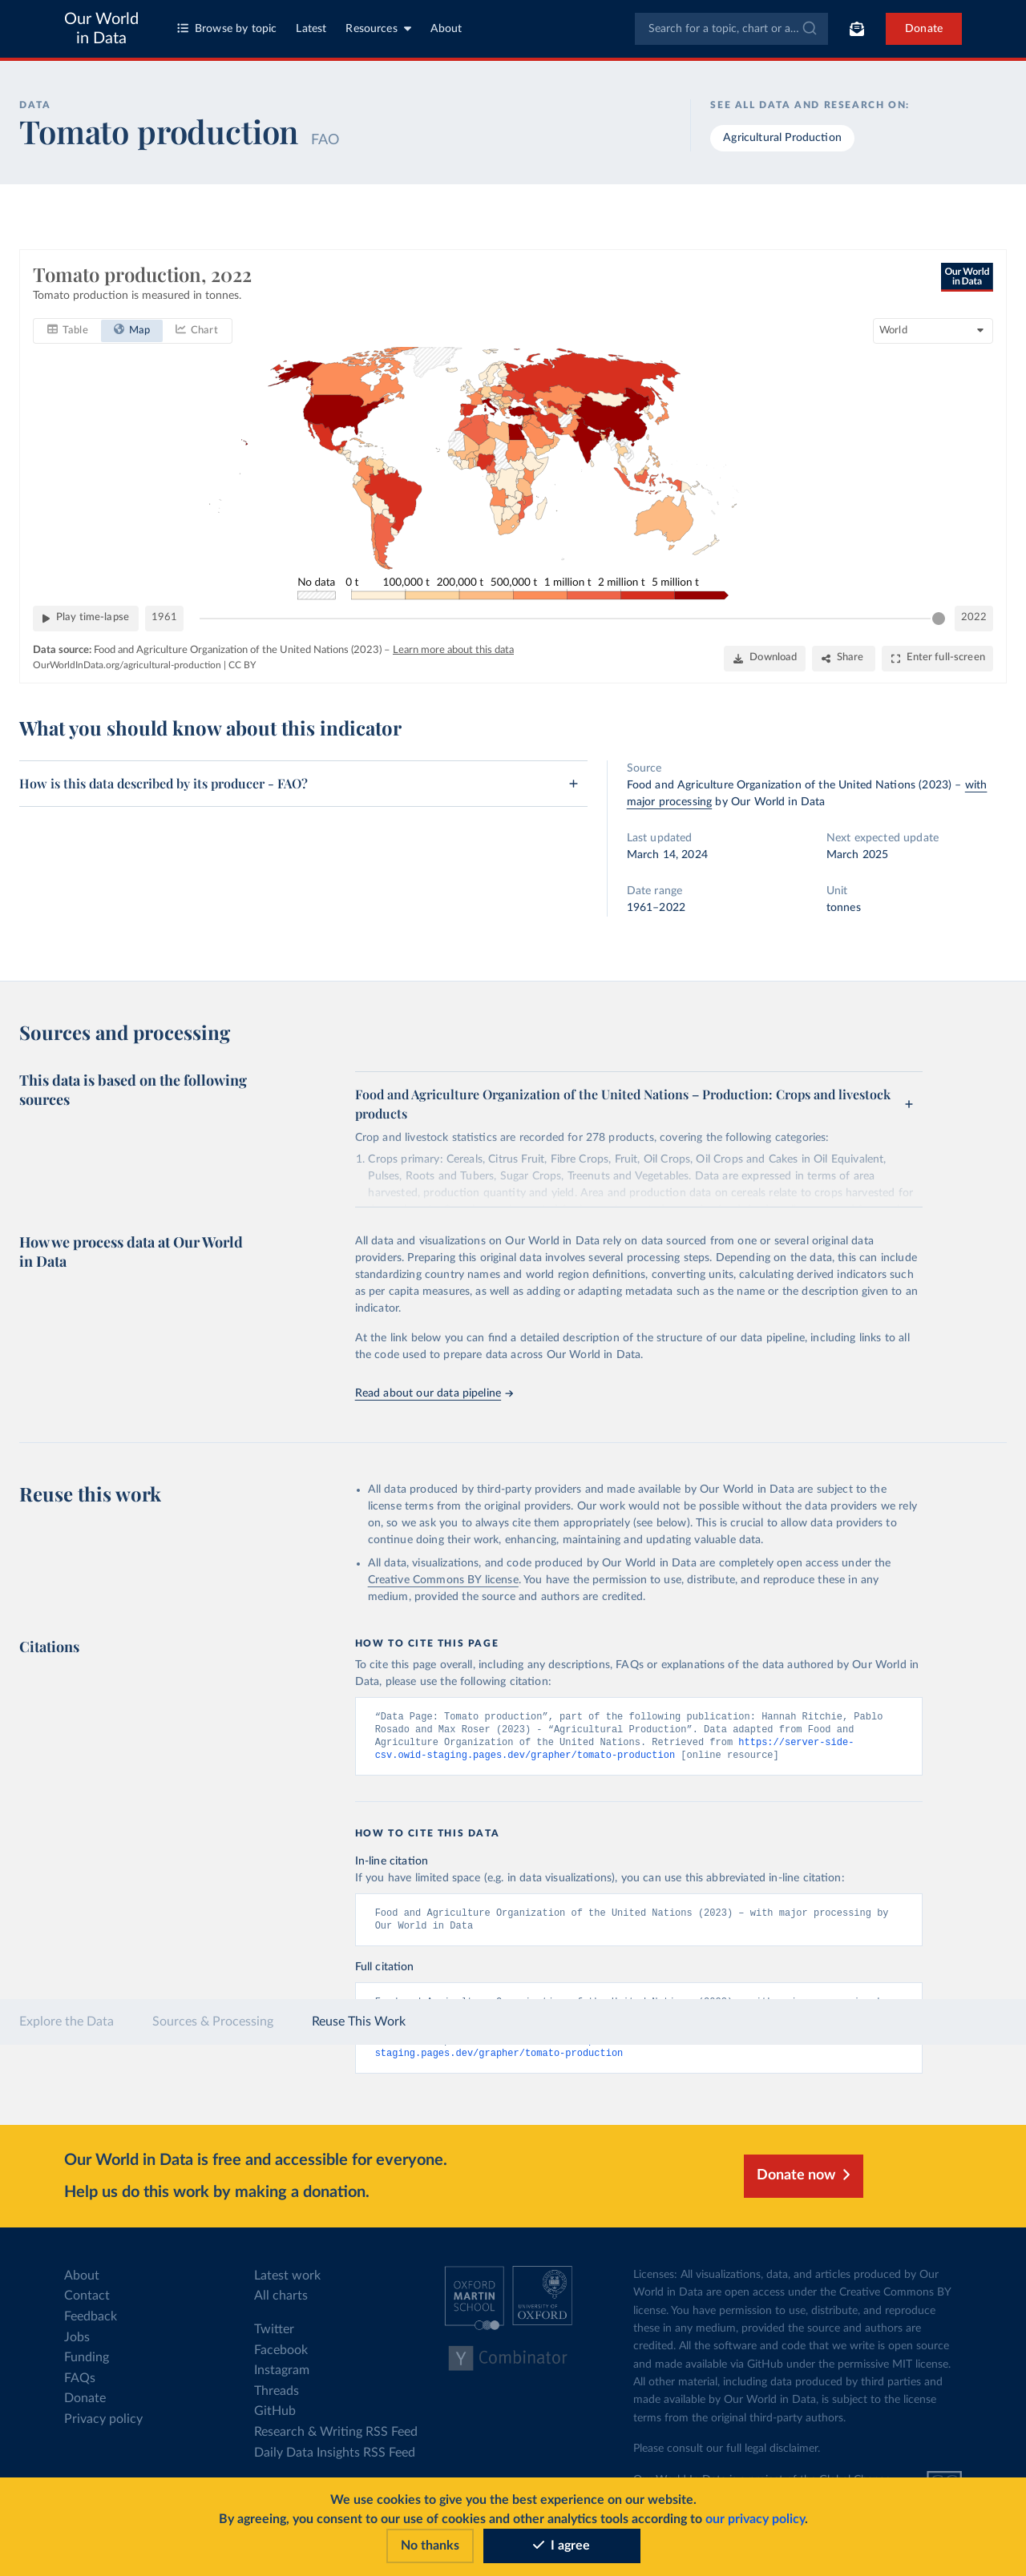 Our World
in Data
Browse by topic
Latest
Resources
About
Search for a topic, chart or a...
Donate
DATA
Tomato production FAO
SEE ALL DATA AND RESEARCH ON:
Agricultural Production
Tomato production, 2022
Tomato production is measured in tonnes.
Our World
in Data
Table
Map
Chart
World
No data 0 t 100,000 t 200,000 t 500,000 t 1 million t 2 million t 5 million t
Play time-lapse
1961
2022
Data source: Food and Agriculture Organization of the United Nations (2023) – Learn more about this data
OurWorldInData.org/agricultural-production | CC BY
Download
Share
Enter full-screen
What you should know about this indicator
How is this data described by its producer - FAO?
Source
Food and Agriculture Organization of the United Nations (2023) – with
major processing by Our World in Data
Last updated
March 14, 2024
Next expected update
March 2025
Date range
1961–2022
Unit
tonnes
Sources and processing
This data is based on the following
sources
Food and Agriculture Organization of the United Nations – Production: Crops and livestock
products
Crop and livestock statistics are recorded for 278 products, covering the following categories:
1. Crops primary: Cereals, Citrus Fruit, Fibre Crops, Fruit, Oil Crops, Oil Crops and Cakes in Oil Equivalent,
Pulses, Roots and Tubers, Sugar Crops, Treenuts and Vegetables. Data are expressed in terms of area
harvested, production quantity and yield. Area and production data on cereals relate to crops harvested for
How we process data at Our World
in Data
All data and visualizations on Our World in Data rely on data sourced from one or several original data
providers. Preparing this original data involves several processing steps. Depending on the data, this can include
standardizing country names and world region definitions, converting units, calculating derived indicators such
as per capita measures, as well as adding or adapting metadata such as the name or the description given to an
indicator.
At the link below you can find a detailed description of the structure of our data pipeline, including links to all
the code used to prepare data across Our World in Data.
Read about our data pipeline →
Reuse this work
• All data produced by third-party providers and made available by Our World in Data are subject to the
license terms from the original providers. Our work would not be possible without the data providers we rely
on, so we ask you to always cite them appropriately (see below). This is crucial to allow data providers to
continue doing their work, enhancing, maintaining and updating valuable data.
• All data, visualizations, and code produced by Our World in Data are completely open access under the
Creative Commons BY license. You have the permission to use, distribute, and reproduce these in any
medium, provided the source and authors are credited.
Citations
HOW TO CITE THIS PAGE
To cite this page overall, including any descriptions, FAQs or explanations of the data authored by Our World in
Data, please use the following citation:
“Data Page: Tomato production”, part of the following publication: Hannah Ritchie, Pablo
Rosado and Max Roser (2023) - “Agricultural Production”. Data adapted from Food and
Agriculture Organization of the United Nations. Retrieved from https://server-side-
csv.owid-staging.pages.dev/grapher/tomato-production [online resource]
HOW TO CITE THIS DATA
In-line citation
If you have limited space (e.g. in data visualizations), you can use this abbreviated in-line citation:
Food and Agriculture Organization of the United Nations (2023) – with major processing by
Our World in Data
Full citation
Explore the Data
Sources & Processing
Reuse This Work
staging.pages.dev/grapher/tomato-production
Our World in Data is free and accessible for everyone.
Help us do this work by making a donation.
Donate now
About
Contact
Feedback
Jobs
Funding
FAQs
Donate
Privacy policy
Latest work
All charts
Twitter
Facebook
Instagram
Threads
GitHub
Research & Writing RSS Feed
Daily Data Insights RSS Feed
OXFORD
MARTIN
SCHOOL
UNIVERSITY OF
OXFORD
Y Combinator
Licenses: All visualizations, data, and articles produced by Our
World in Data are open access under the Creative Commons BY
license. You have permission to use, distribute, and reproduce
these in any medium, provided the source and authors are
credited. All the software and code that we write is open source
and made available via GitHub under the permissive MIT license.
All other material, including data produced by third parties and
made available by Our World in Data, is subject to the license
terms from the original third-party authors.
Please consult our full legal disclaimer.
We use cookies to give you the best experience on our website.
By agreeing, you consent to our use of cookies and other analytics tools according to our privacy policy.
No thanks
I agree